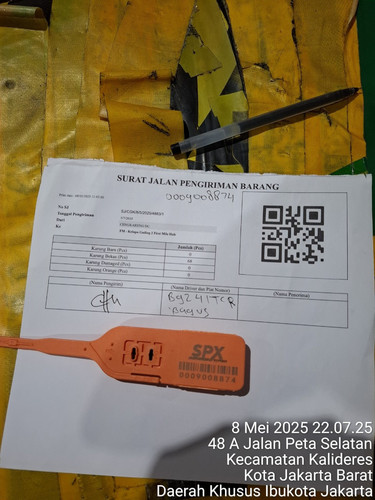 SURAT JALAN PENGIRIMAN BARANG
0009008874
No SJ
Tanggal Pengiriman
Dari
Ke
Karung Baru (Pcs)
Jumlah (Pcs)
0
Karung Bekas (Pcs)
Karung Damaged (Pcs)
0
Karung Orange (Pcs)
0
(Nama Pengirim)
(Nama Driver dan Plat Nomor)
(Nama Penerima)
Bagus
SPX
0009008874
8 Mei 2025 22.07.25
48 A Jalan Peta Selatan
Kecamatan Kalideres
Kota Jakarta Barat
Daerah Khusus Ibukota Jakarta